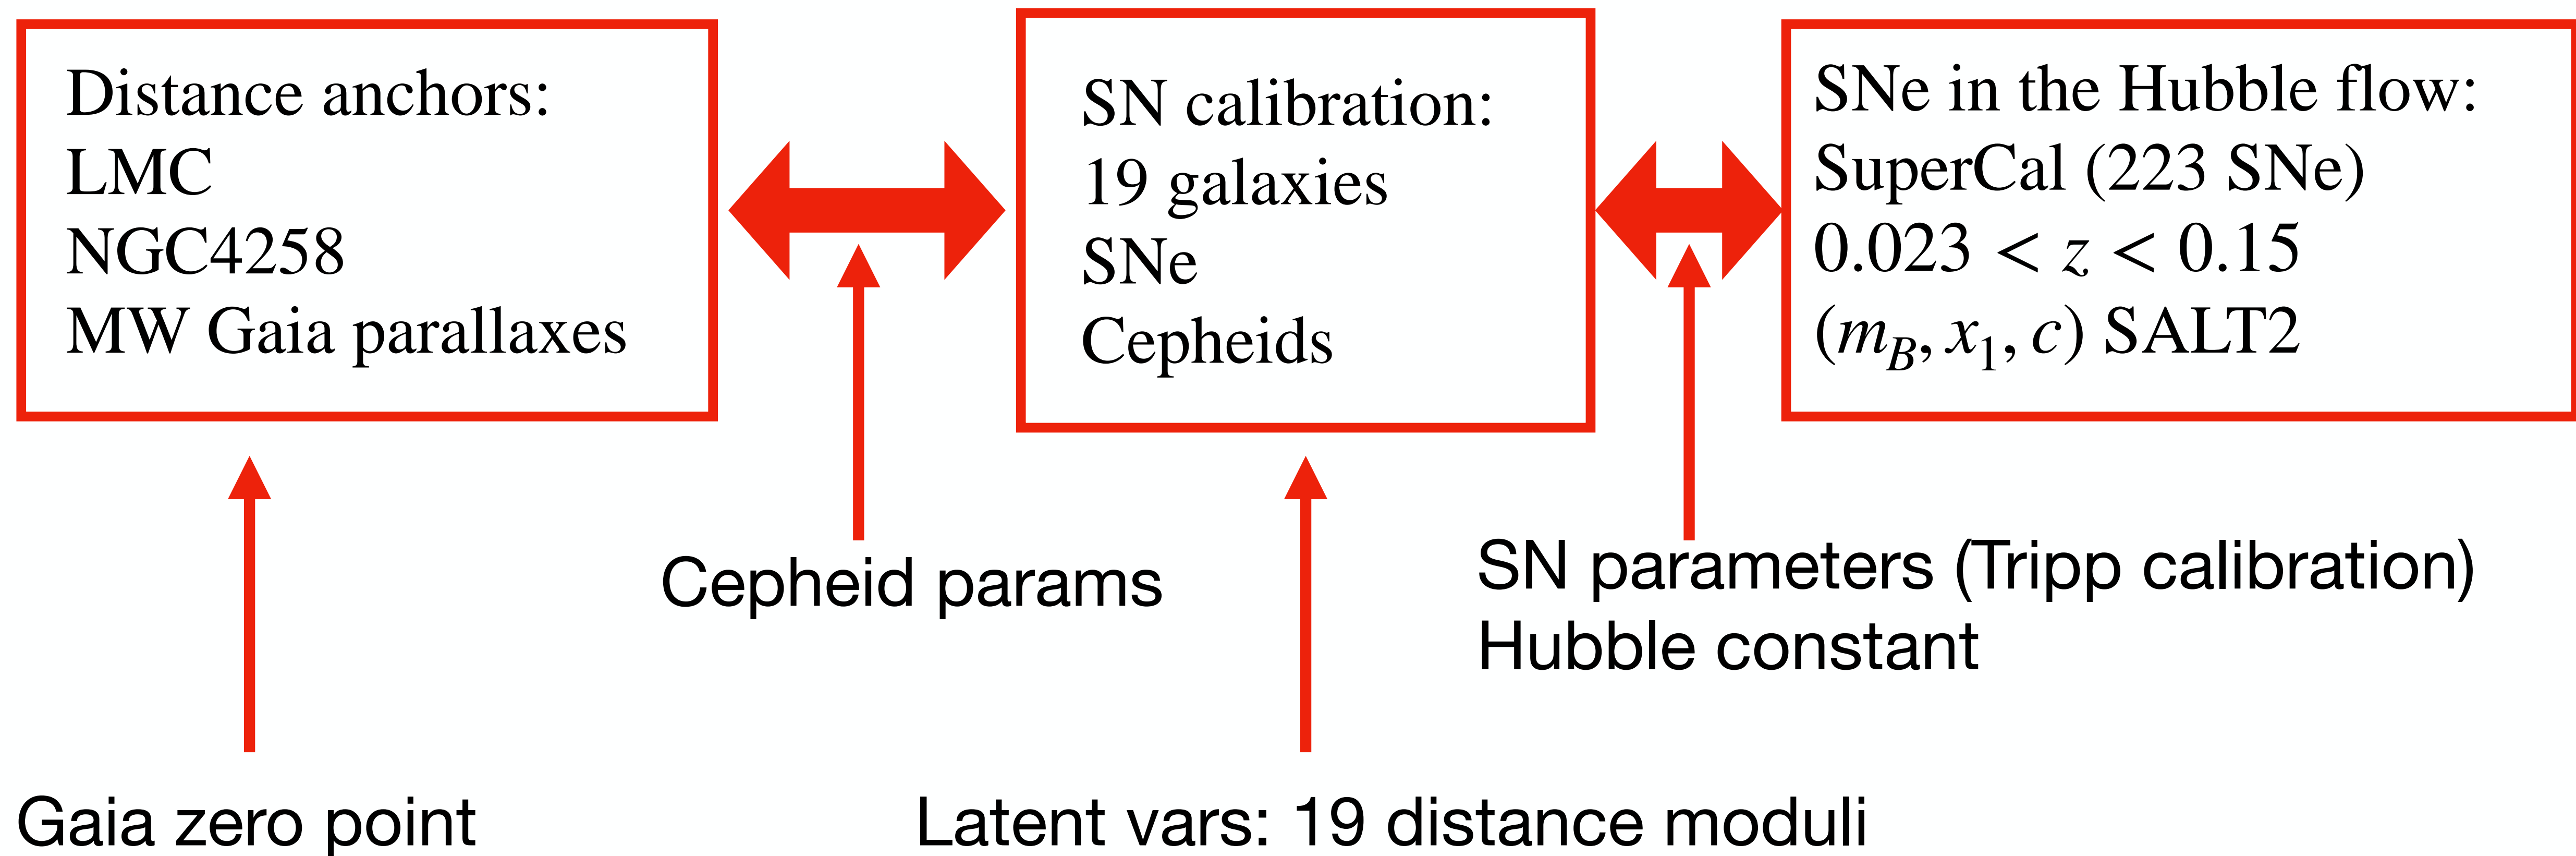 Distance anchors:
LMC
NGC4258
MW Gaia parallaxes
SN calibration:
19 galaxies
SNe
Cepheids
SNe in the Hubble flow:
SuperCal (223 SNe)
0.023 < z < 0.15
(m_B, x_1, c) SALT2
Cepheid params
SN parameters (Tripp calibration)
Hubble constant
Gaia zero point
Latent vars: 19 distance moduli